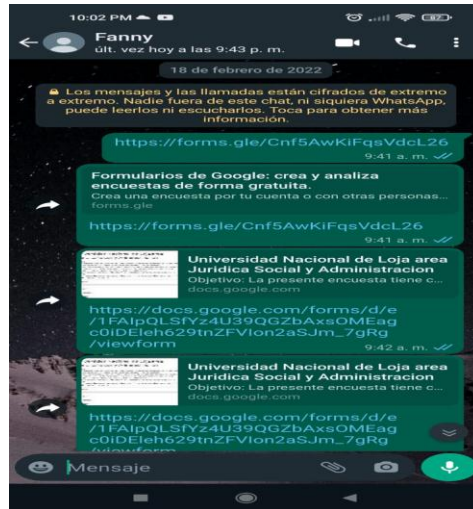 10:02 PM
87
Fanny
últ. vez hoy a las 9:43 p. m.
18 de febrero de 2022
Los mensajes y las llamadas están cifrados de extremo
a extremo. Nadie fuera de este chat, ni siquiera WhatsApp,
puede leerlos ni escucharlos. Toca para obtener más
información.
https://forms.gle/Cnf5AwKiFqsVdcL26
9:41 a. m.
Formularios de Google: crea y analiza
encuestas de forma gratuita.
Crea una encuesta por tu cuenta o con otras personas...
forms.gle
https://forms.gle/Cnf5AwKiFqsVdcL26
9:41 a. m.
Universidad Nacional de Loja area
Juridica Social y Administracion
Objetivo: La presente encuesta tiene c...
docs.google.com
https://docs.google.com/forms/d/e
/1FAIpQLSfYz4U39QGZbAxsOMEag
c0iDEleh629tnZFVIon2aSJm_7gRg
/viewform
9:42 a. m.
Universidad Nacional de Loja area
Juridica Social y Administracion
Objetivo: La presente encuesta tiene c...
docs.google.com
https://docs.google.com/forms/d/e
/1FAIpQLSfYz4U39QGZbAxsOMEag
c0iDEleh629tnZFVIon2aSJm_7gRg
/viewform
Mensaje